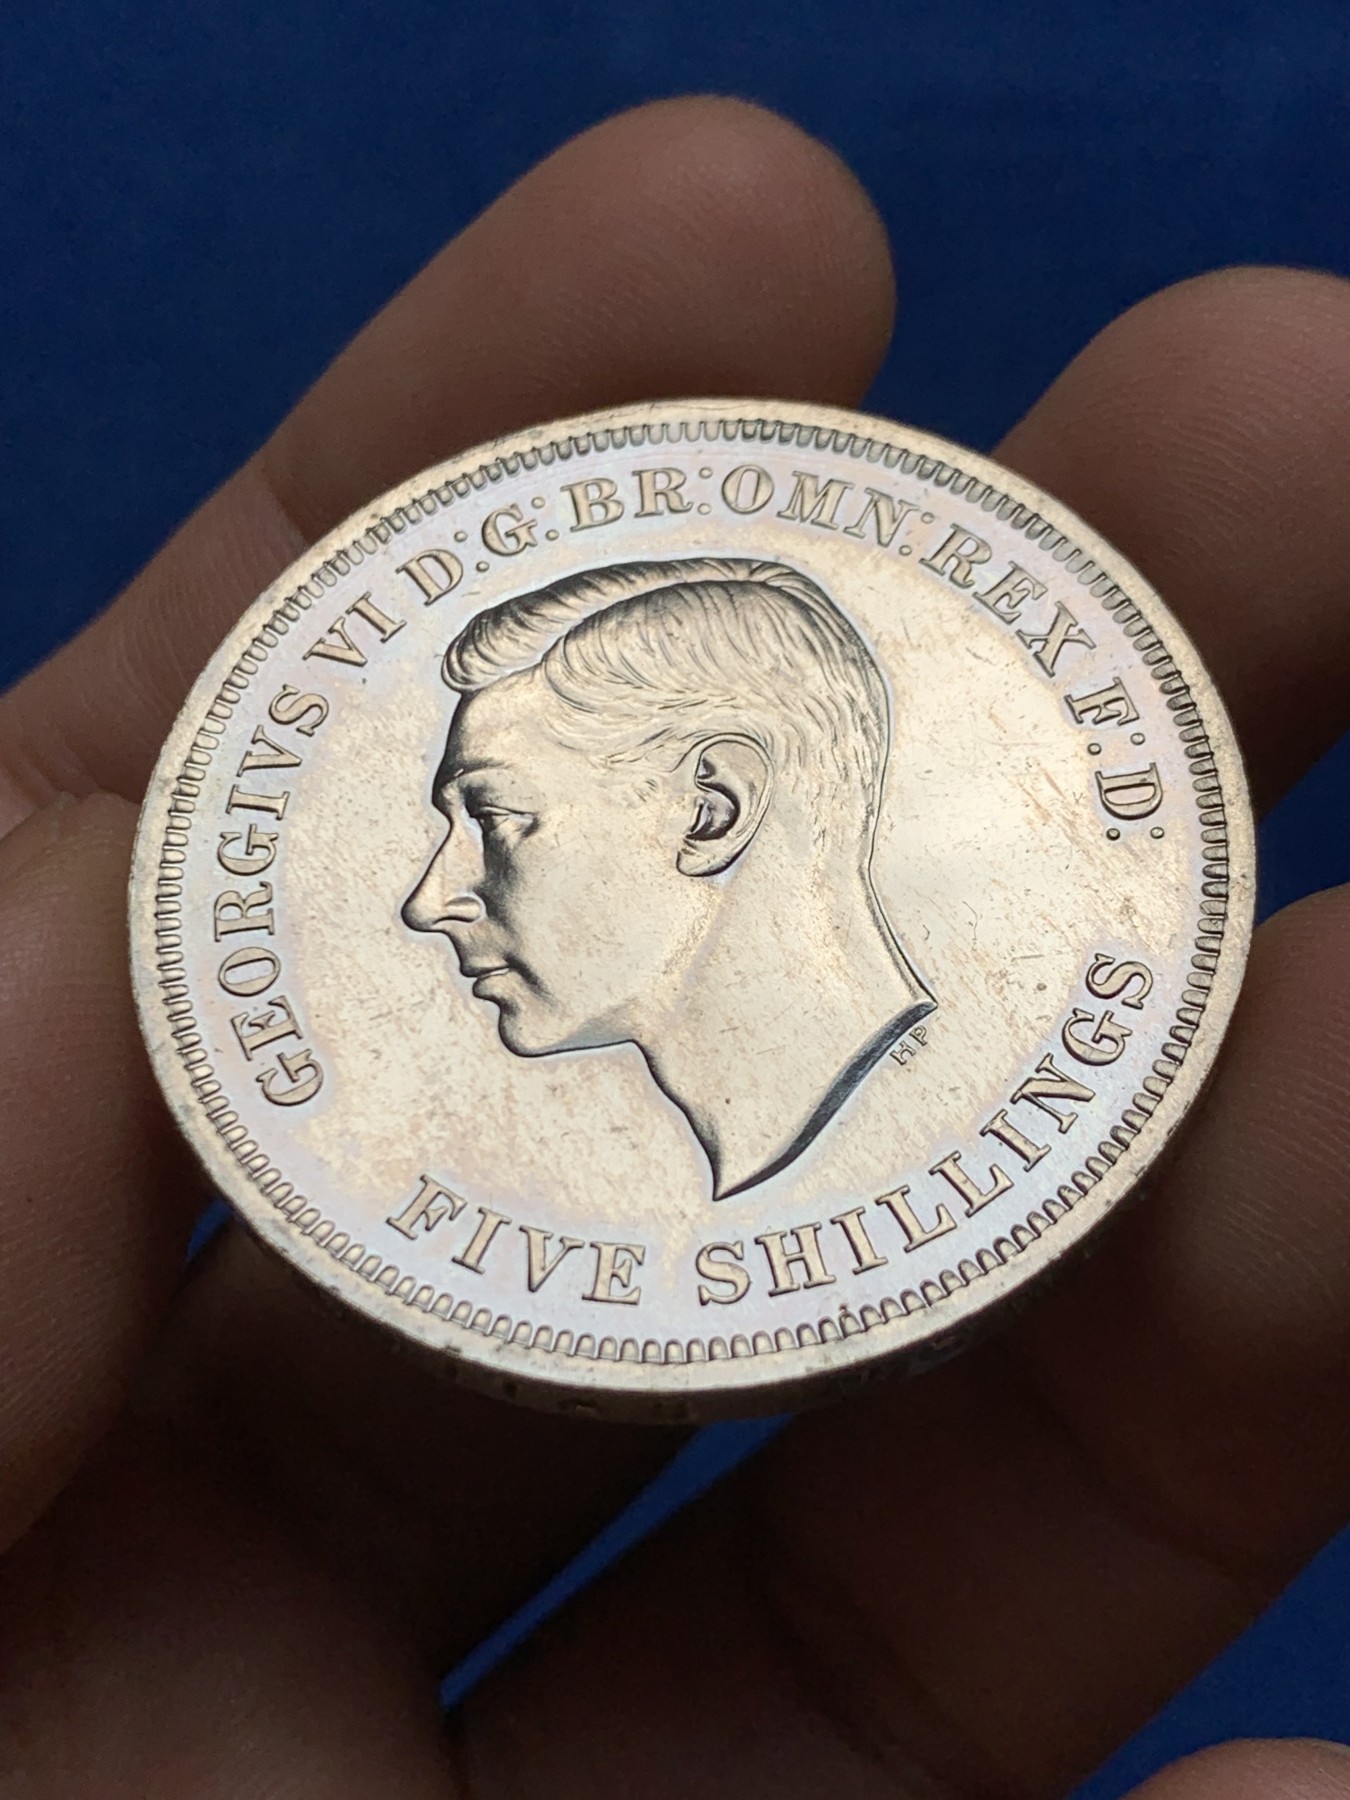 GEORGIVS VI D:G:BR:OMN:REX F:D:
FIVE SHILLINGS
HP